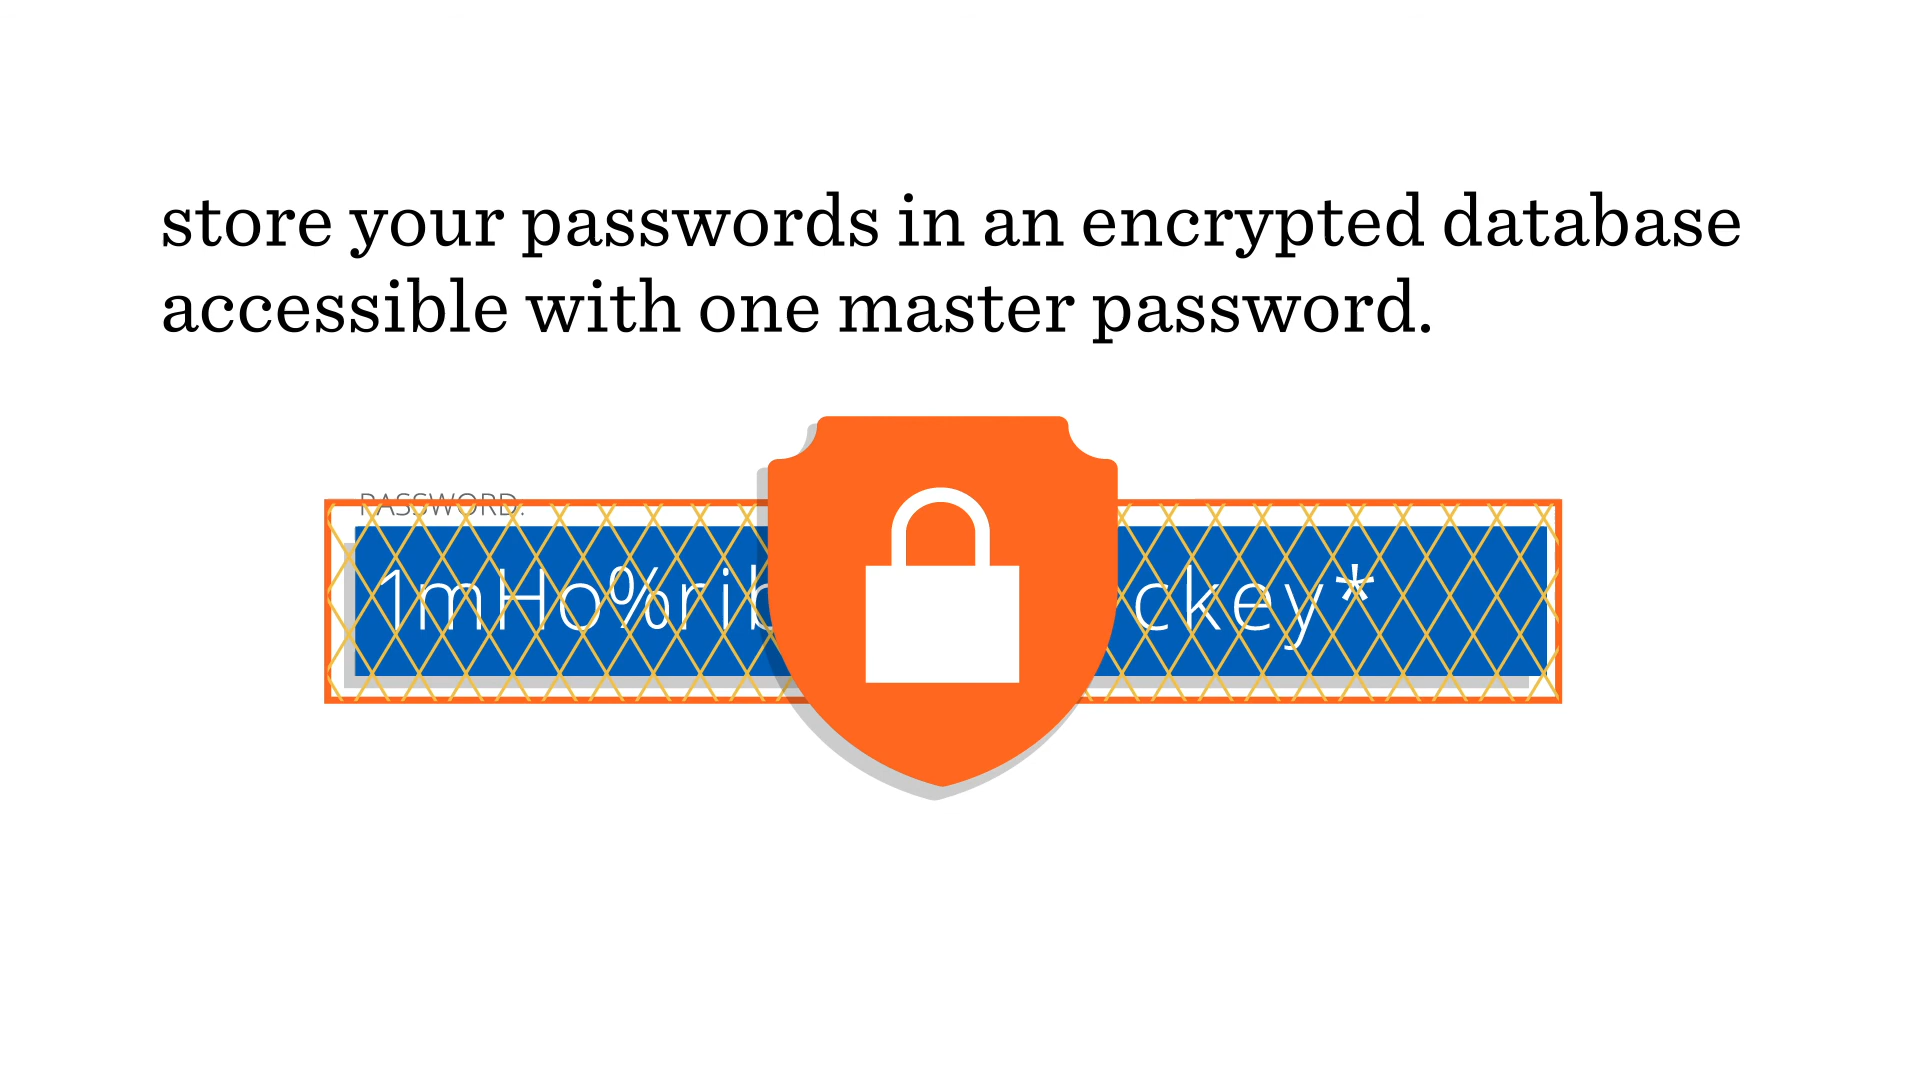 store your passwords in an encrypted database
accessible with one master password.
PASSWORD:
1mHo%rib ckey*